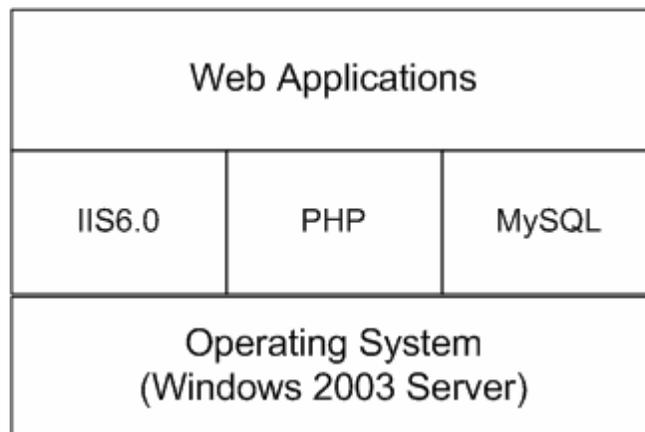 Web Applications
IIS6.0
PHP
MySQL
Operating System
(Windows 2003 Server)